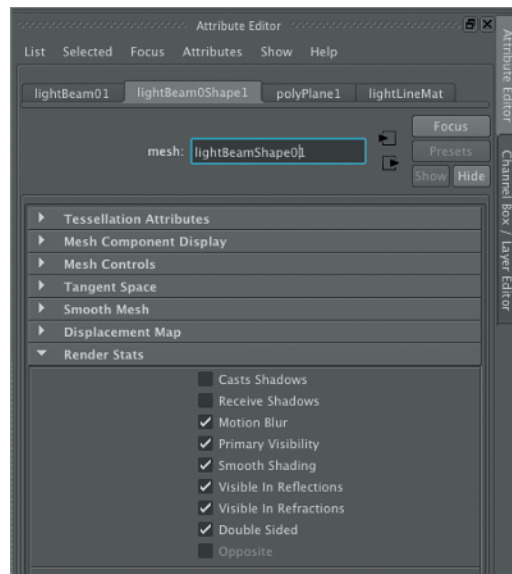 Attribute Editor
List Selected Focus Attributes Show Help
lightBeam01 lightBeam0Shape1 polyPlane1 lightLineMat
mesh: lightBeamShape01
Focus
Presets
Show Hide
Tessellation Attributes
Mesh Component Display
Mesh Controls
Tangent Space
Smooth Mesh
Displacement Map
Render Stats
Casts Shadows
Receive Shadows
Motion Blur
Primary Visibility
Smooth Shading
Visible In Reflections
Visible In Refractions
Double Sided
Opposite
Attribute Editor
Channel Box / Layer Editor